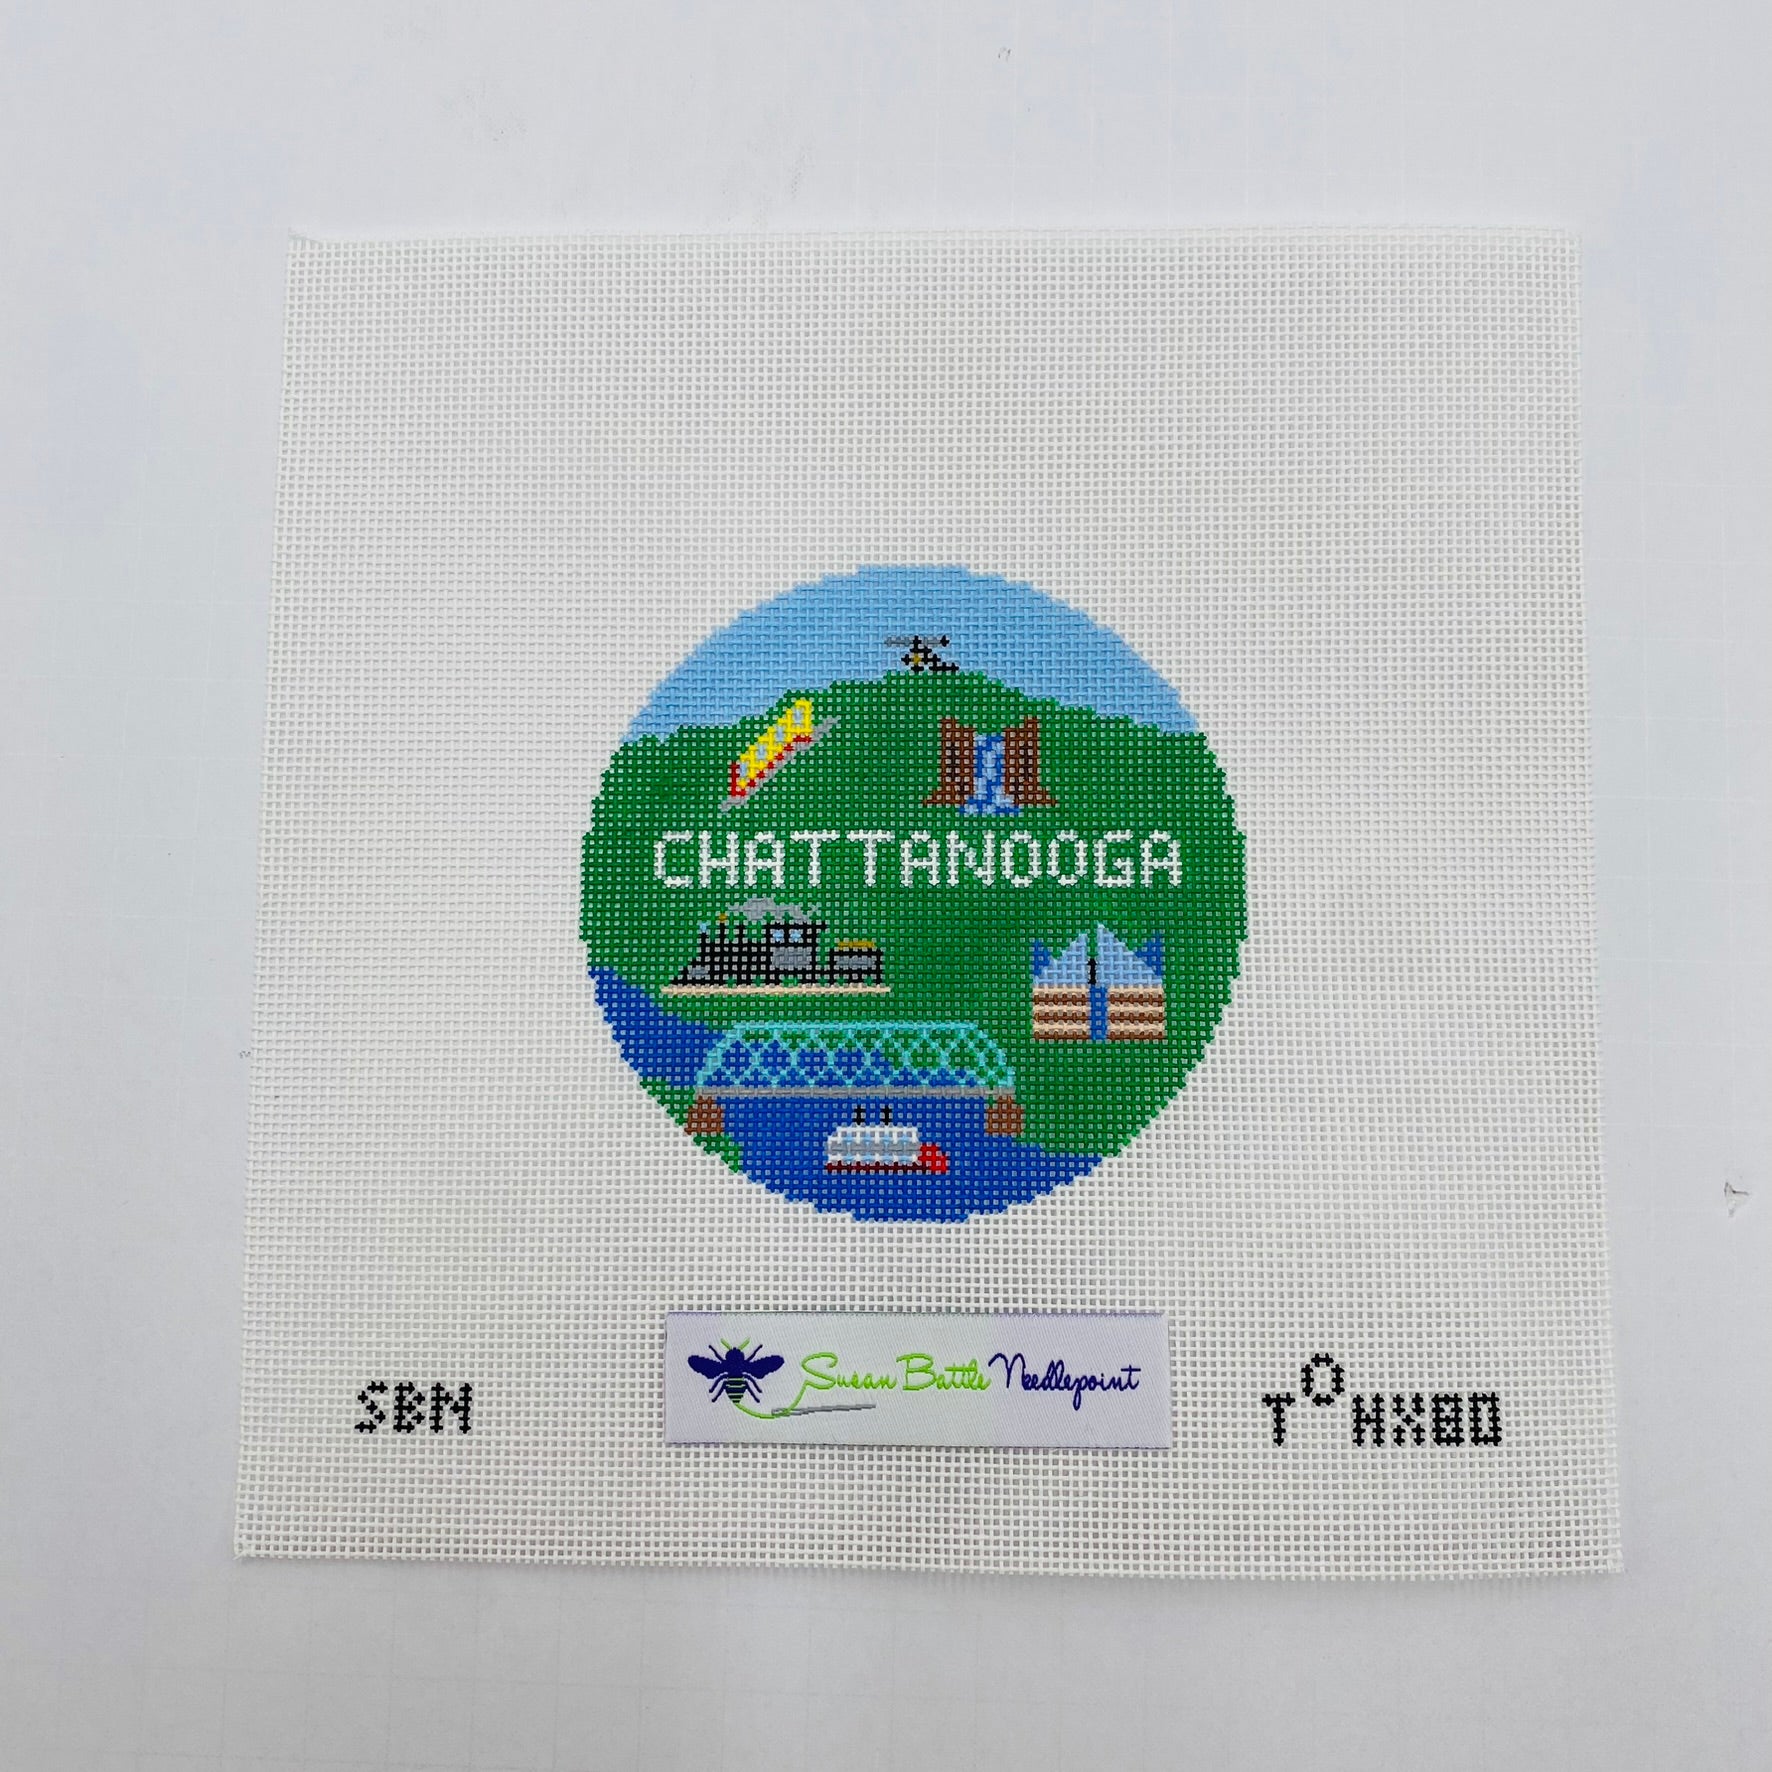 CHATTANOOGA
Susan Battle Needlepoint
SBN